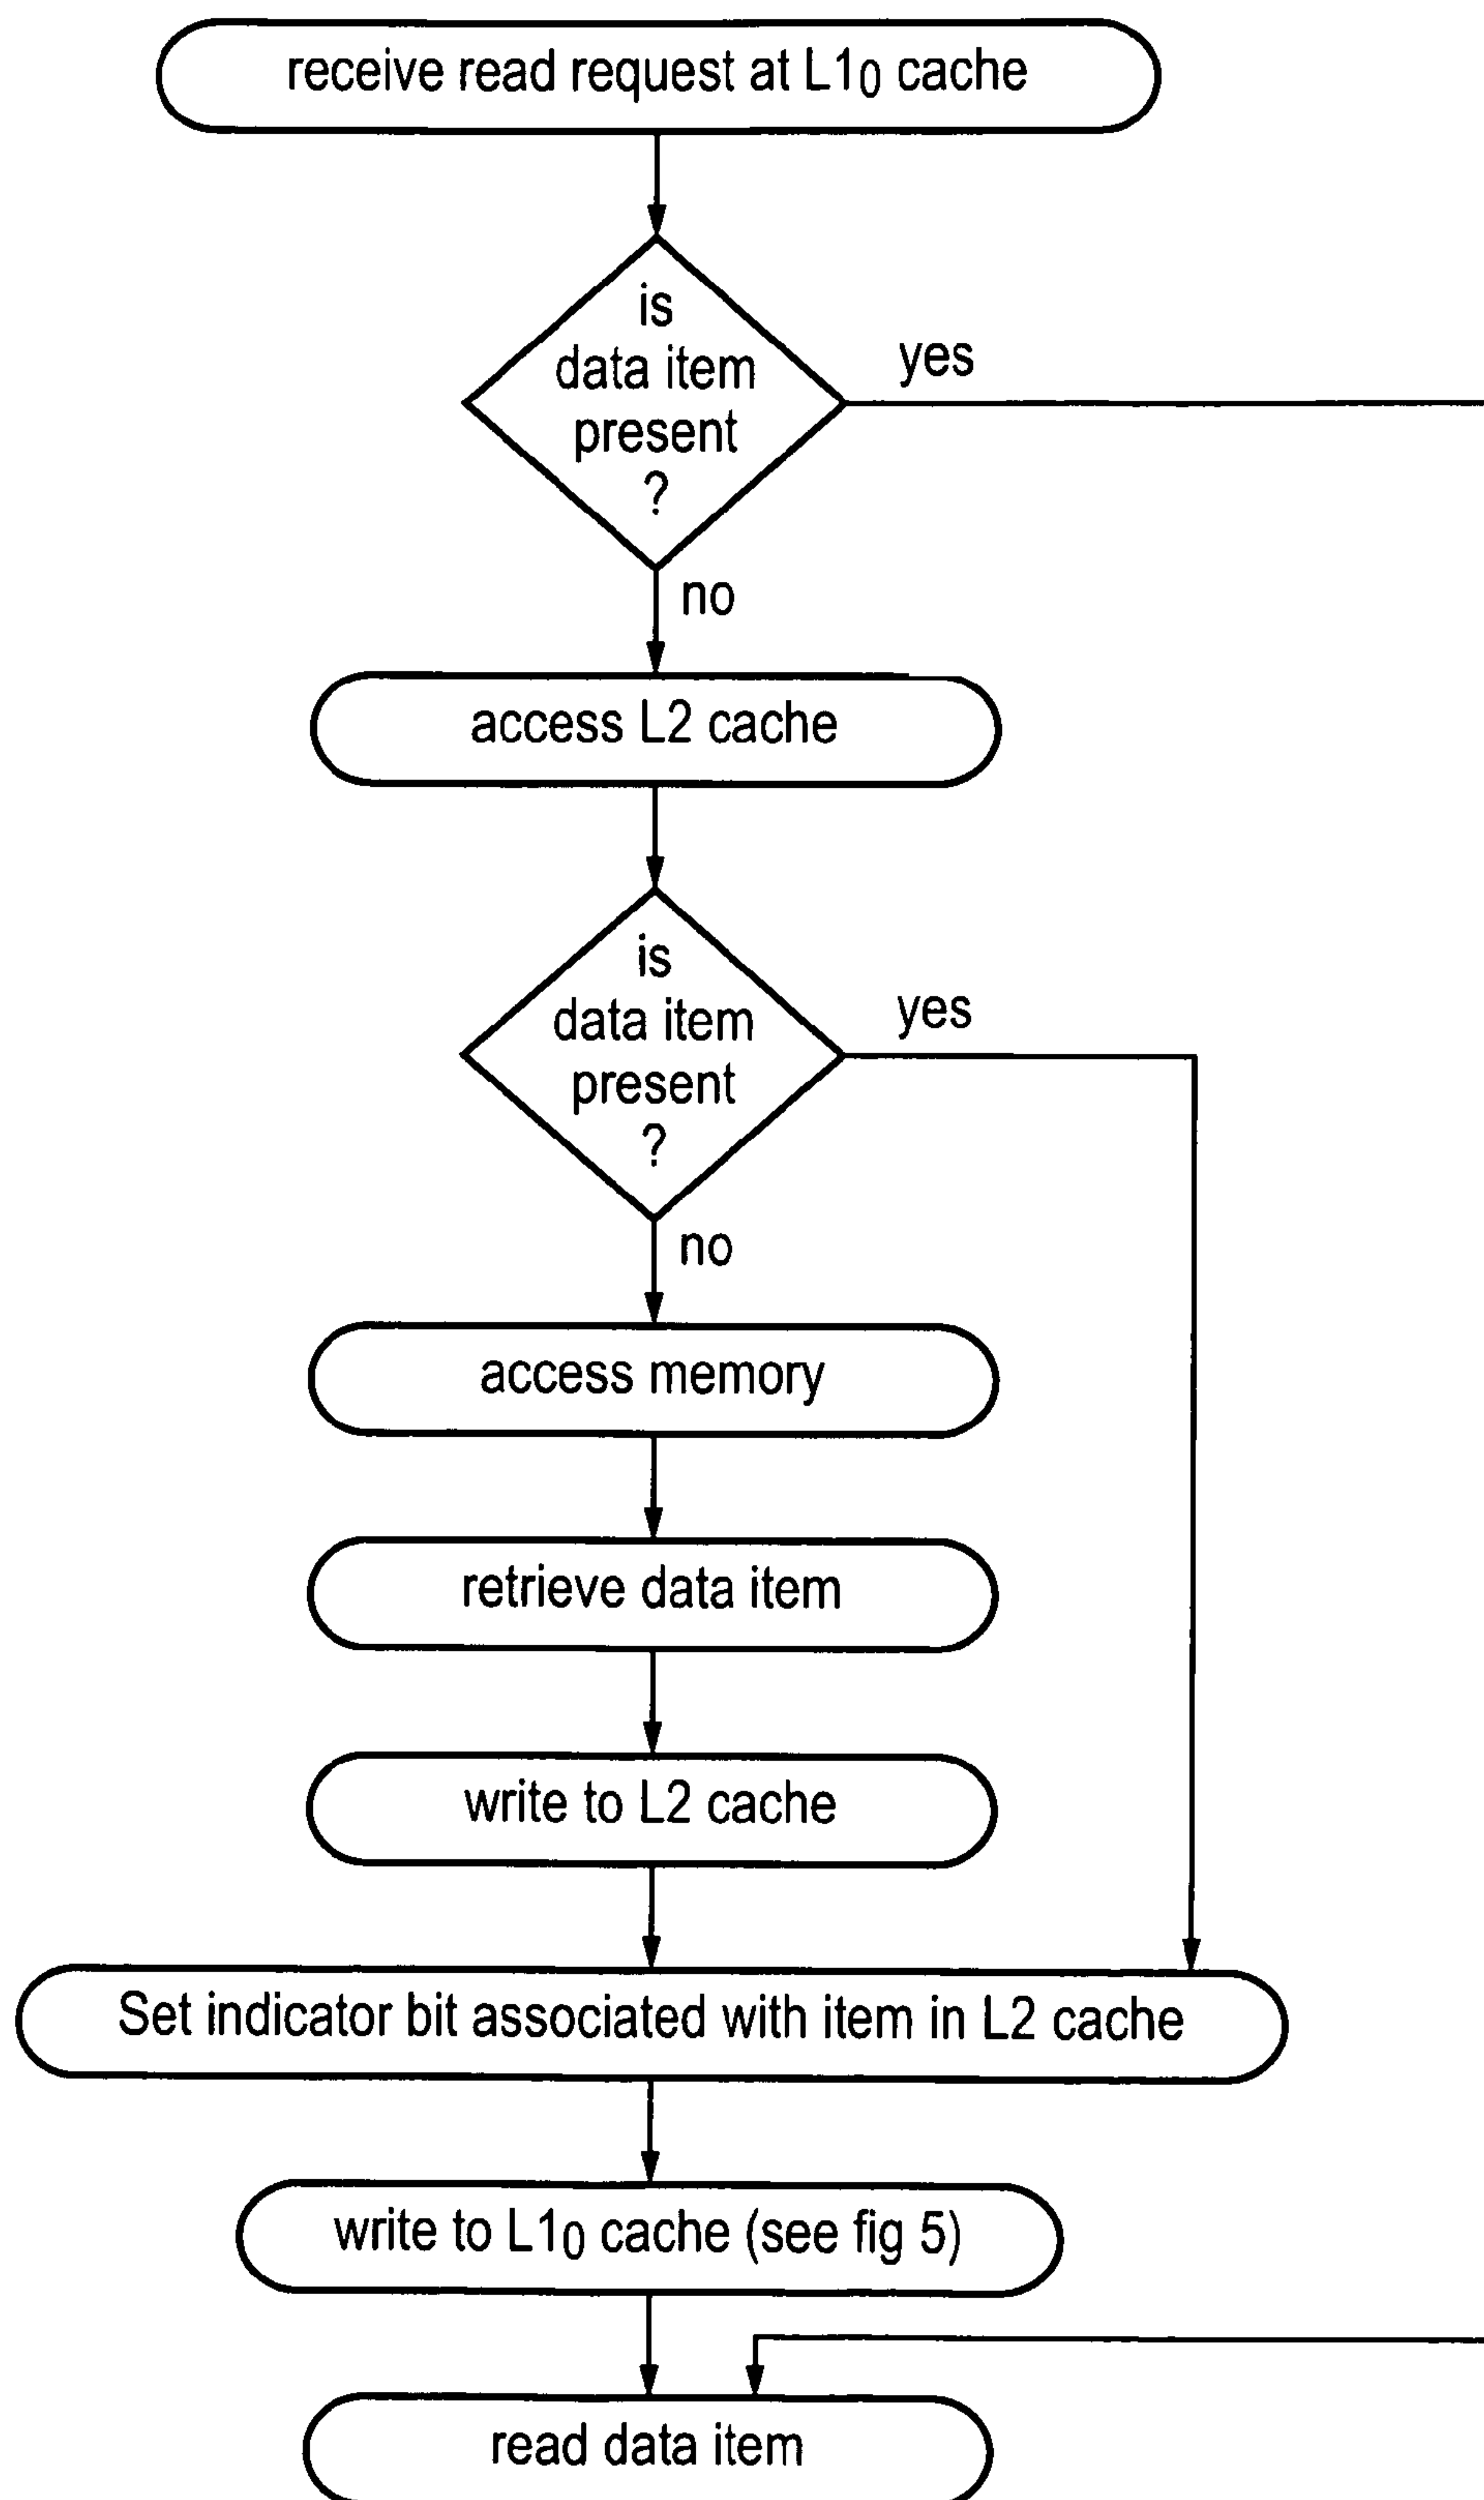 receive read request at L1₀ cache
is
data item
present
?
yes
no
access L2 cache
is
data item
present
?
yes
no
access memory
retrieve data item
write to L2 cache
Set indicator bit associated with item in L2 cache
write to L1₀ cache (see fig 5)
read data item